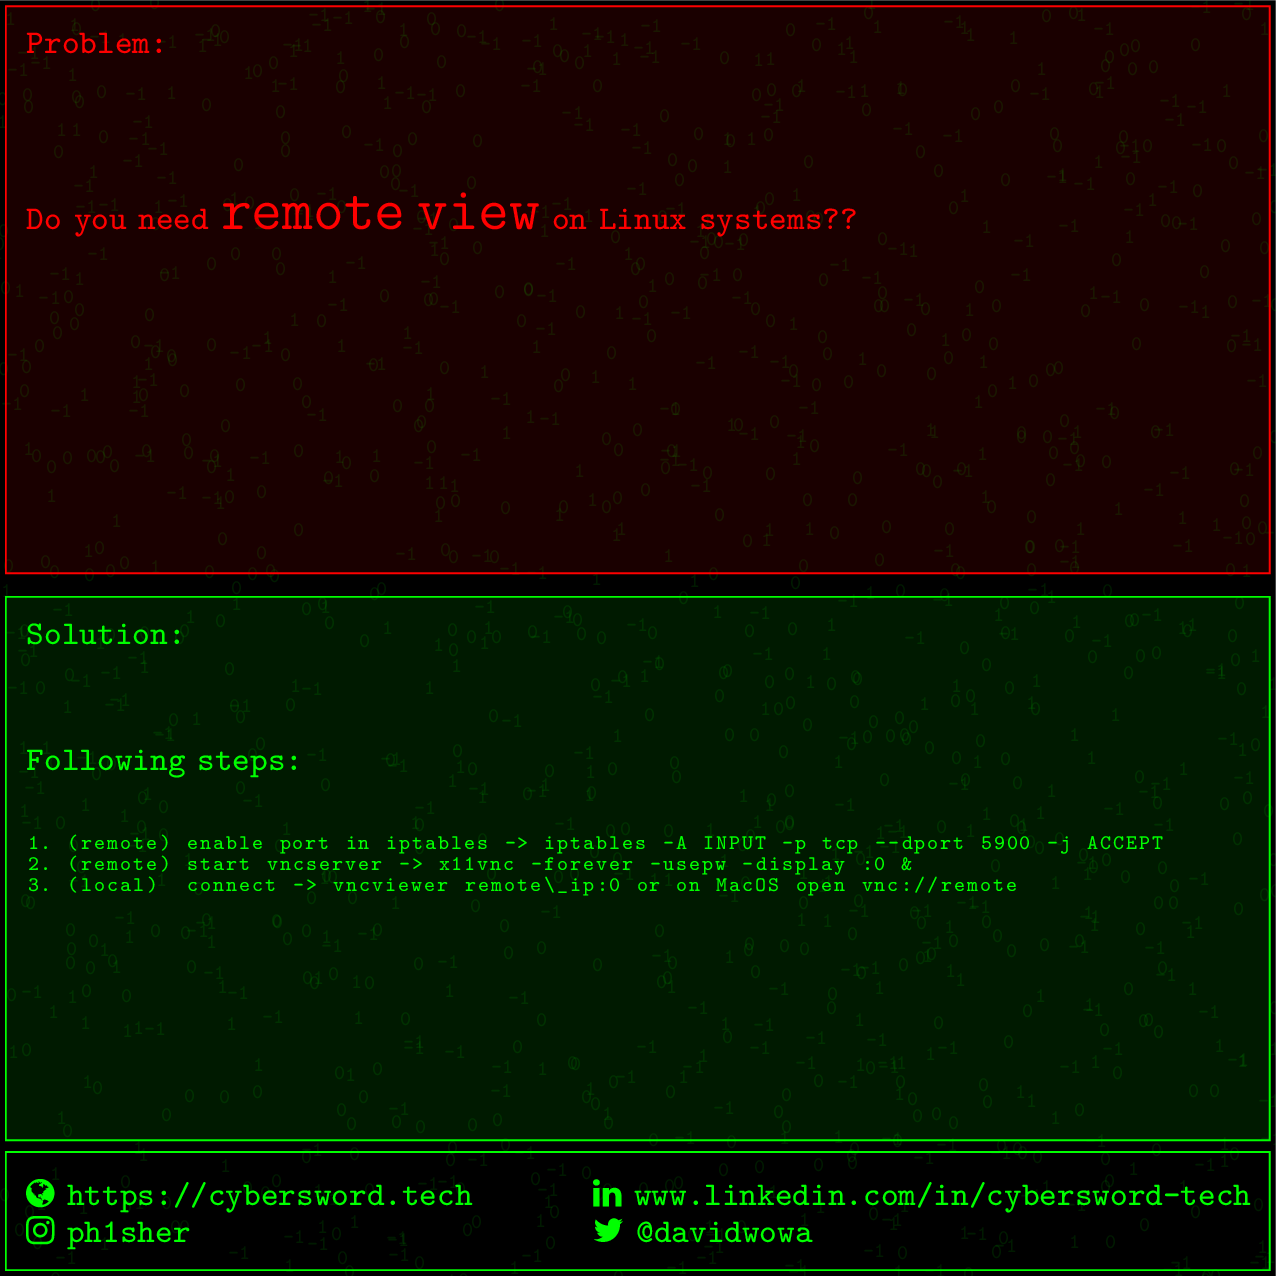 Problem:
Do you need remote view on Linux systems??
Solution:
Following steps:
1. (remote) enable port in iptables -> iptables -A INPUT -p tcp --dport 5900 -j ACCEPT
2. (remote) start vncserver -> x11vnc -forever -usepw -display :0 &
3. (local)  connect -> vncviewer remote\_ip:0 or on MacOS open vnc://remote
https://cybersword.tech
www.linkedin.com/in/cybersword-tech
ph1sher
@davidwowa